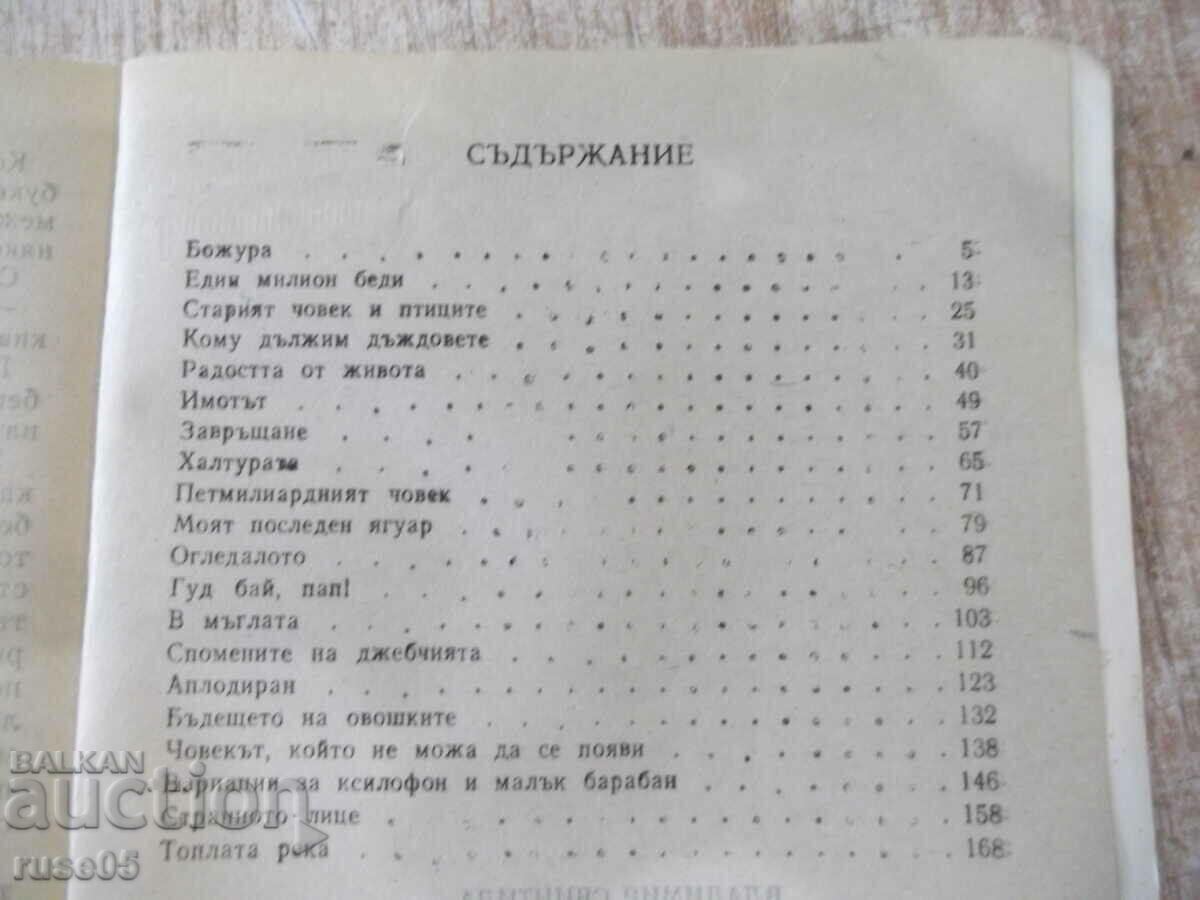 СЪДЪРЖАНИЕ
Божура 5
Един милион беди 13
Старият човек и птиците 25
Кому дължим дъждовете 31
Радостта от живота 40
Имотът 49
Завръщане 57
Халтурата 65
Петмилиардният човек 71
Моят последен ягуар 79
Огледалото 87
Гуд бай, пап! 96
В мъглата 103
Спомените на джебчията 112
Аплодиран 123
Бъдещето на овошките 132
Човекът, който не можа да се появи 138
Вариации за ксилофон и малък барабан 146
Странното лице 158
Топлата река 168
BALKAN
auction
ruse05